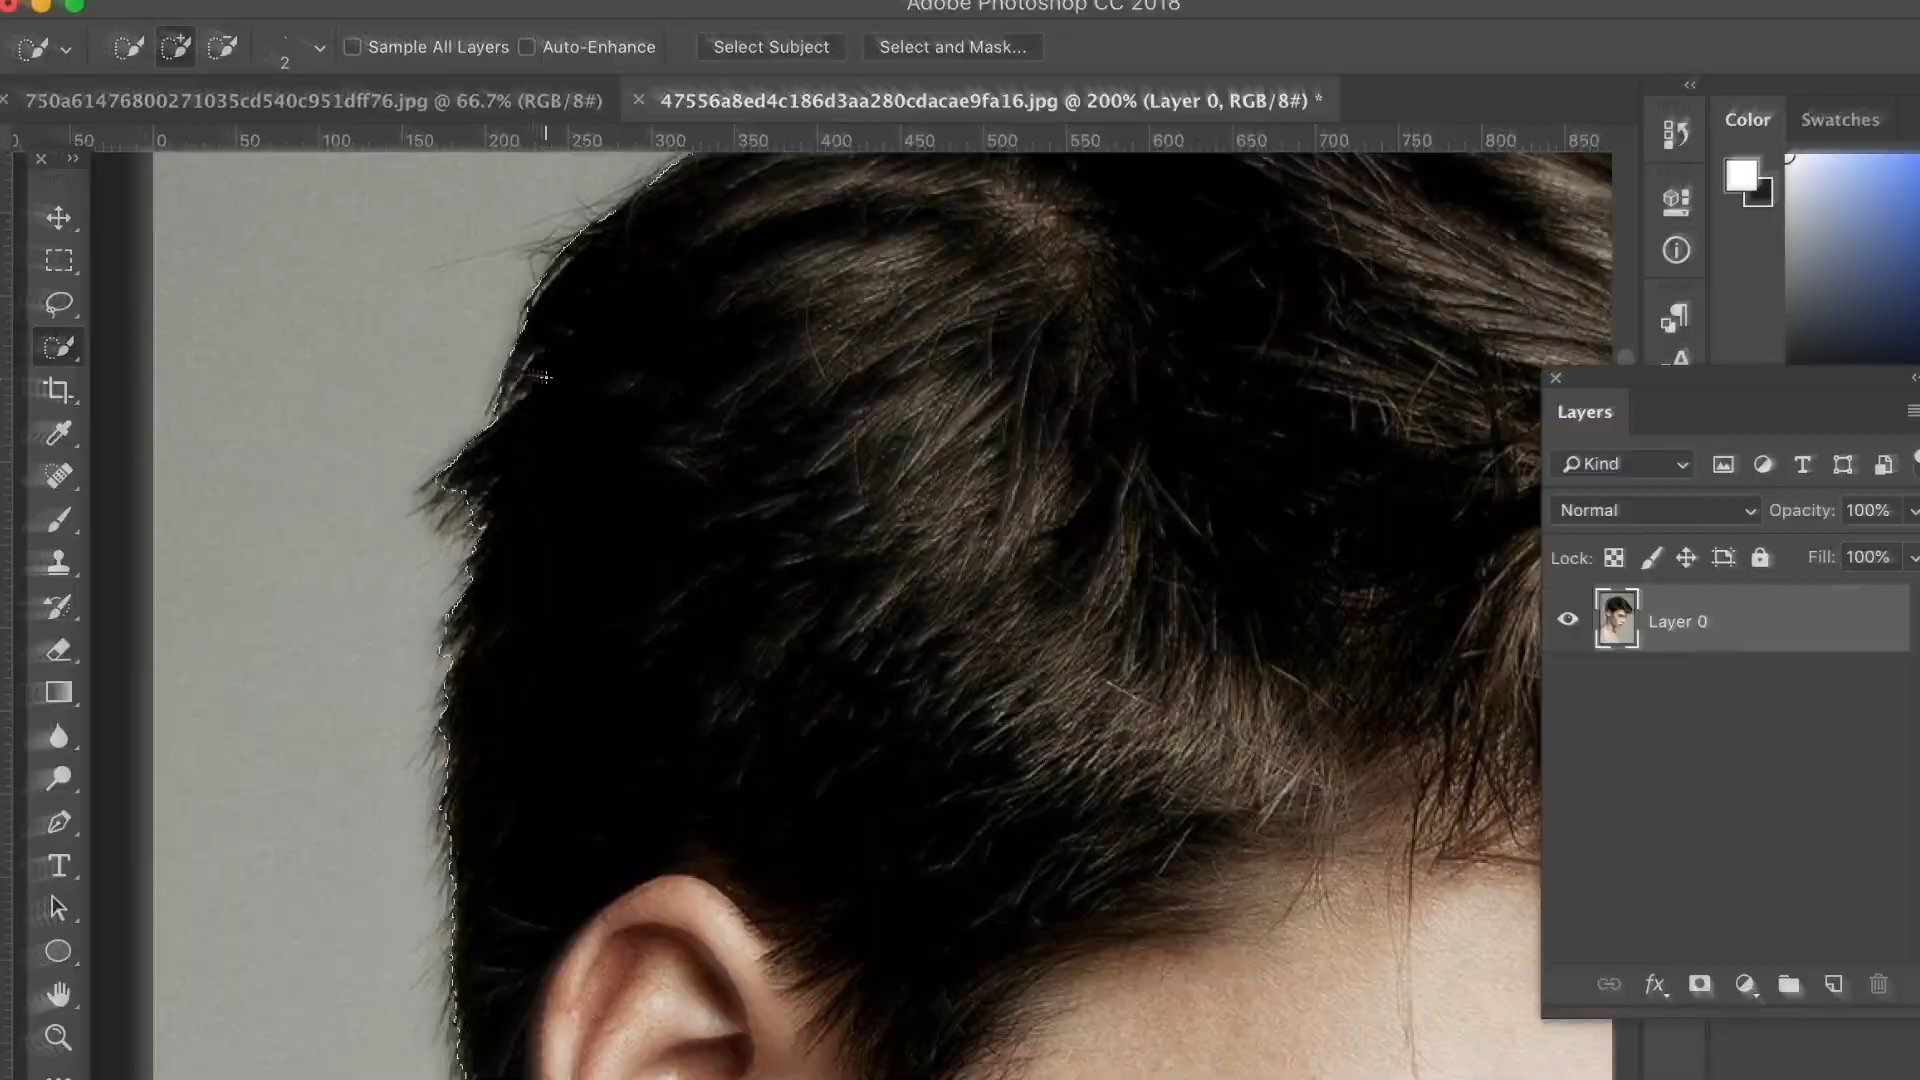 Adobe Photoshop CC 2018
2
Sample All Layers
Auto-Enhance
Select Subject
Select and Mask...
750a61476800271035cd540c951dff76.jpg @ 66.7% (RGB/8#)
47556a8ed4c186d3aa280cdacae9fa16.jpg @ 200% (Layer 0, RGB/8#) *
Color
Swatches
0 50 0 50 100 150 200 250 300 350 400 450 500 550 600 650 700 750 800 850
Layers
Kind
Normal
Opacity: 100%
Lock:
Fill: 100%
Layer 0